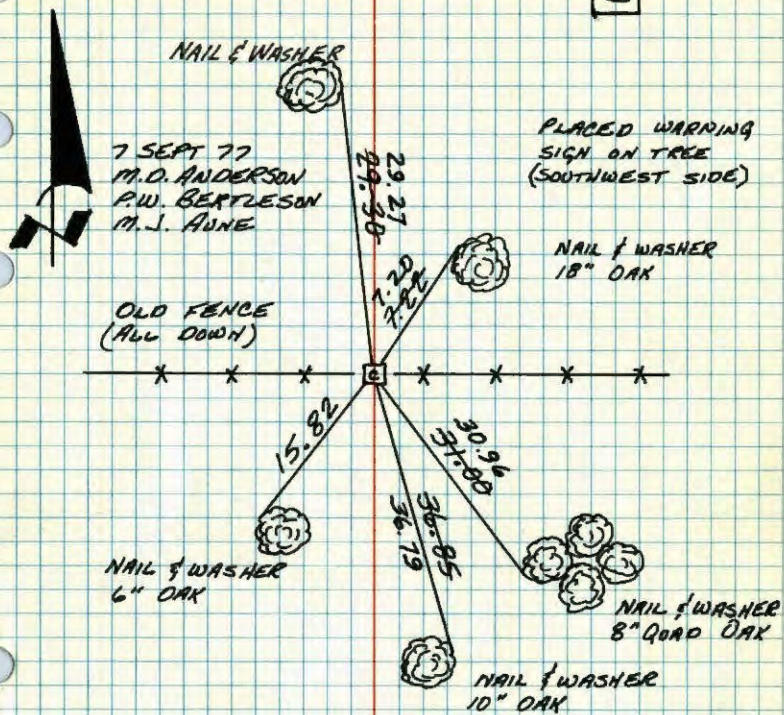 NAIL & WASHER
7 SEPT 77
M.D. ANDERSON
P.W. BERTLESON
M.J. AUNE
PLACED WARNING
SIGN ON TREE
(SOUTHWEST SIDE)
29.27
29.30
NAIL & WASHER
18" OAK
7.20
7.22
OLD FENCE
(ALL DOWN)
C
15.82
30.96
31.00
36.85
36.79
NAIL & WASHER
6" OAK
NAIL & WASHER
8" QUAD OAK
NAIL & WASHER
10" OAK